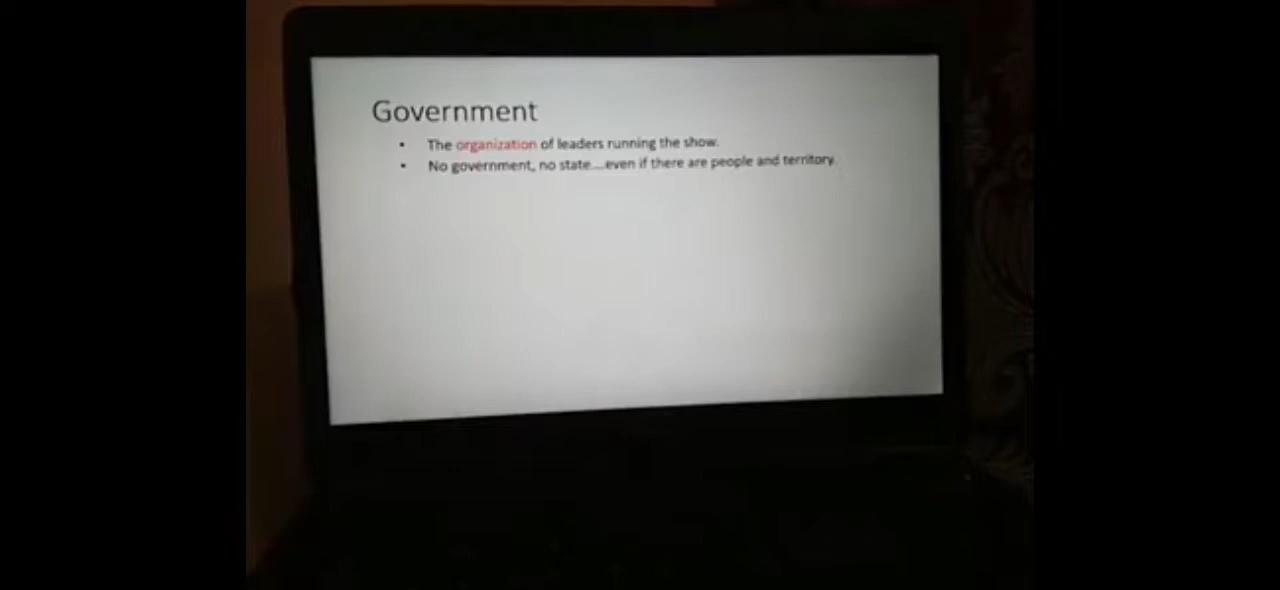 Government
• The organization of leaders running the show.
• No government, no state....even if there are people and territory.